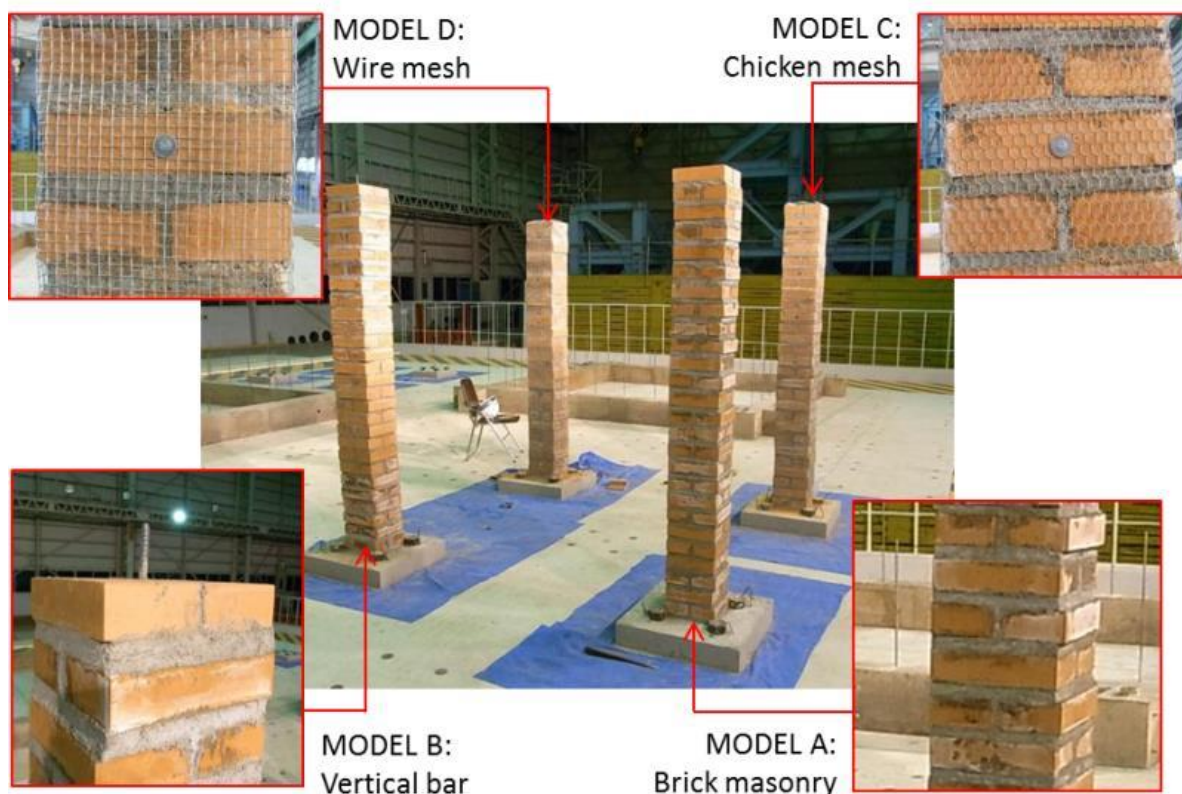 MODEL D:
Wire mesh
MODEL C:
Chicken mesh
MODEL B:
Vertical bar
MODEL A:
Brick masonry